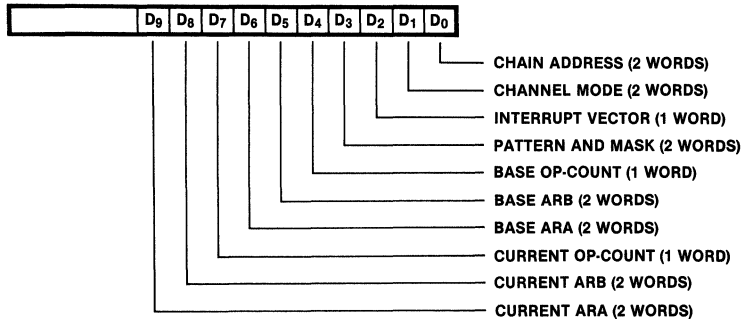 D9 D8 D7 D6 D5 D4 D3 D2 D1 D0
CHAIN ADDRESS (2 WORDS)
CHANNEL MODE (2 WORDS)
INTERRUPT VECTOR (1 WORD)
PATTERN AND MASK (2 WORDS)
BASE OP-COUNT (1 WORD)
BASE ARB (2 WORDS)
BASE ARA (2 WORDS)
CURRENT OP-COUNT (1 WORD)
CURRENT ARB (2 WORDS)
CURRENT ARA (2 WORDS)